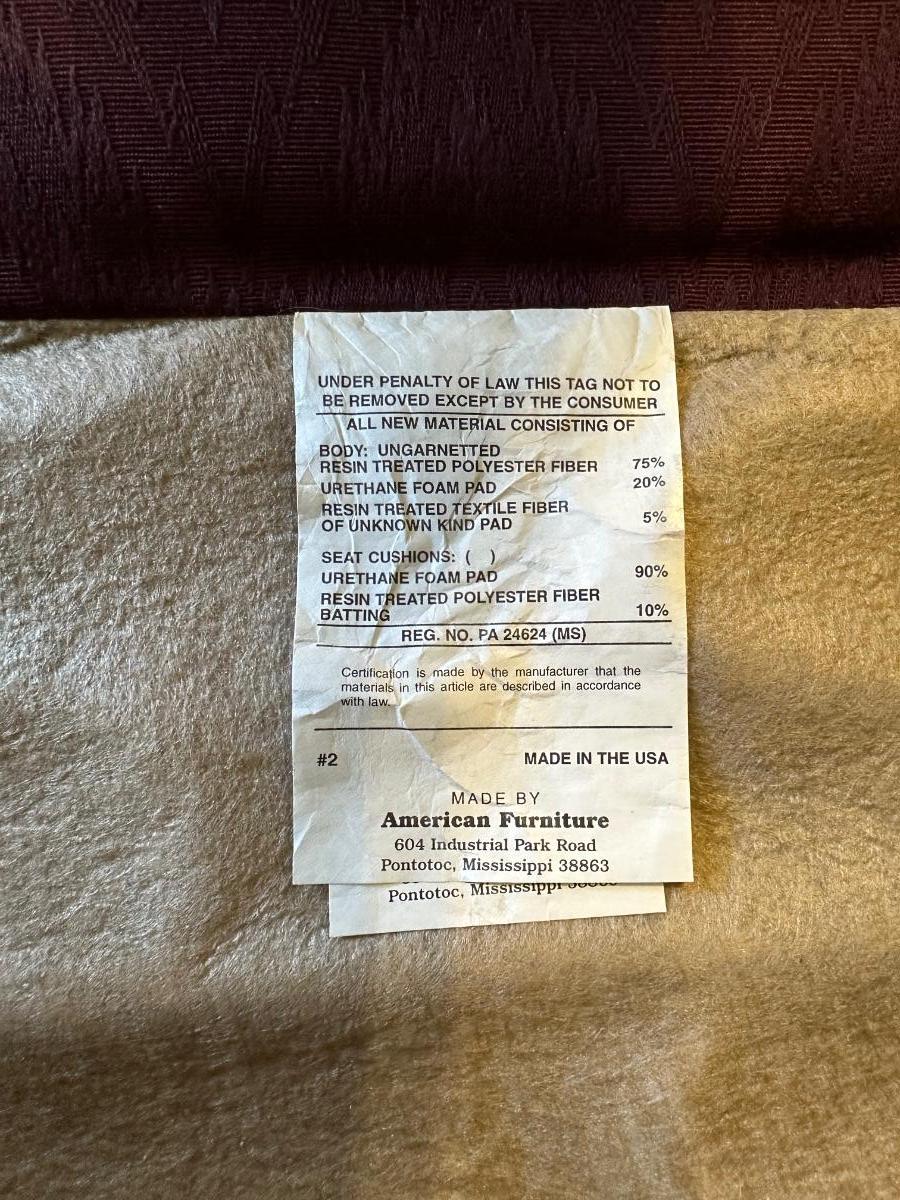 UNDER PENALTY OF LAW THIS TAG NOT TO
BE REMOVED EXCEPT BY THE CONSUMER
ALL NEW MATERIAL CONSISTING OF
BODY: UNGARNETTED
RESIN TREATED POLYESTER FIBER 75%
URETHANE FOAM PAD 20%
RESIN TREATED TEXTILE FIBER
OF UNKNOWN KIND PAD 5%
SEAT CUSHIONS: ( )
URETHANE FOAM PAD 90%
RESIN TREATED POLYESTER FIBER
BATTING 10%
REG. NO. PA 24624 (MS)
Certification is made by the manufacturer that the
materials in this article are described in accordance
with law.
#2 MADE IN THE USA
MADE BY
American Furniture
604 Industrial Park Road
Pontotoc, Mississippi 38863
Pontotoc, Mississippi